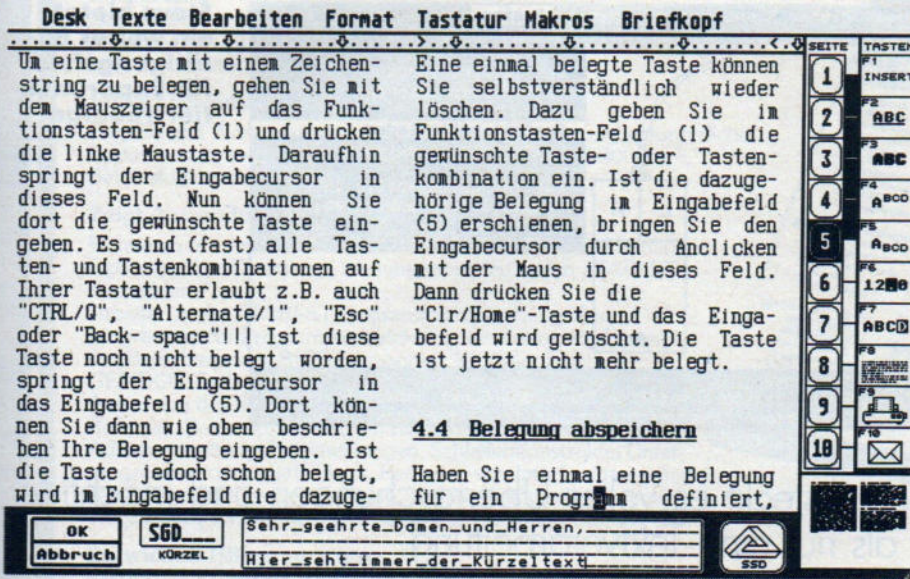 Desk Texte Bearbeiten Format Tastatur Makros Briefkopf
Um eine Taste mit einem Zeichen-
string zu belegen, gehen Sie mit
dem Mauszeiger auf das Funk-
tionstasten-Feld (1) und drücken
die linke Maustaste. Daraufhin
springt der Eingabecursor in
dieses Feld. Nun können Sie
dort die gewünschte Taste ein-
geben. Es sind (fast) alle Tas-
ten- und Tastenkombinationen auf
Ihrer Tastatur erlaubt z.B. auch
"CTRL/Q", "Alternate/1", "Esc"
oder "Back- space"!!! Ist diese
Taste noch nicht belegt worden,
springt der Eingabecursor in
das Eingabefeld (5). Dort kön-
nen Sie dann wie oben beschrie-
ben Ihre Belegung eingeben. Ist
die Taste jedoch schon belegt,
wird im Eingabefeld die dazuge-
Eine einmal belegte Taste können
Sie selbstverständlich wieder
löschen. Dazu geben Sie im
Funktionstasten-Feld (1) die
gewünschte Taste- oder Tasten-
kombination ein. Ist die dazuge-
hörige Belegung im Eingabefeld
(5) erschienen, bringen Sie den
Eingabecursor durch Anclicken
mit der Maus in dieses Feld.
Dann drücken Sie die
"Clr/Home"-Taste und das Einga-
befeld wird gelöscht. Die Taste
ist jetzt nicht mehr belegt.
4.4 Belegung abspeichern
Haben Sie einmal eine Belegung
für ein Programm definiert,
SEITE
1
2
3
4
5
6
7
8
9
10
TASTEN
F1
INSERT
F2
ABC
F3
ABC
F4
ABCD
F5
ABCD
F6
F7
ABCD
F8
F9
F10
OK
Abbruch
SGD___
KÜRZEL
Sehr_geehrte_Damen_und_Herren,
Hier_seht_immer_der_Kürzeltext
SSD